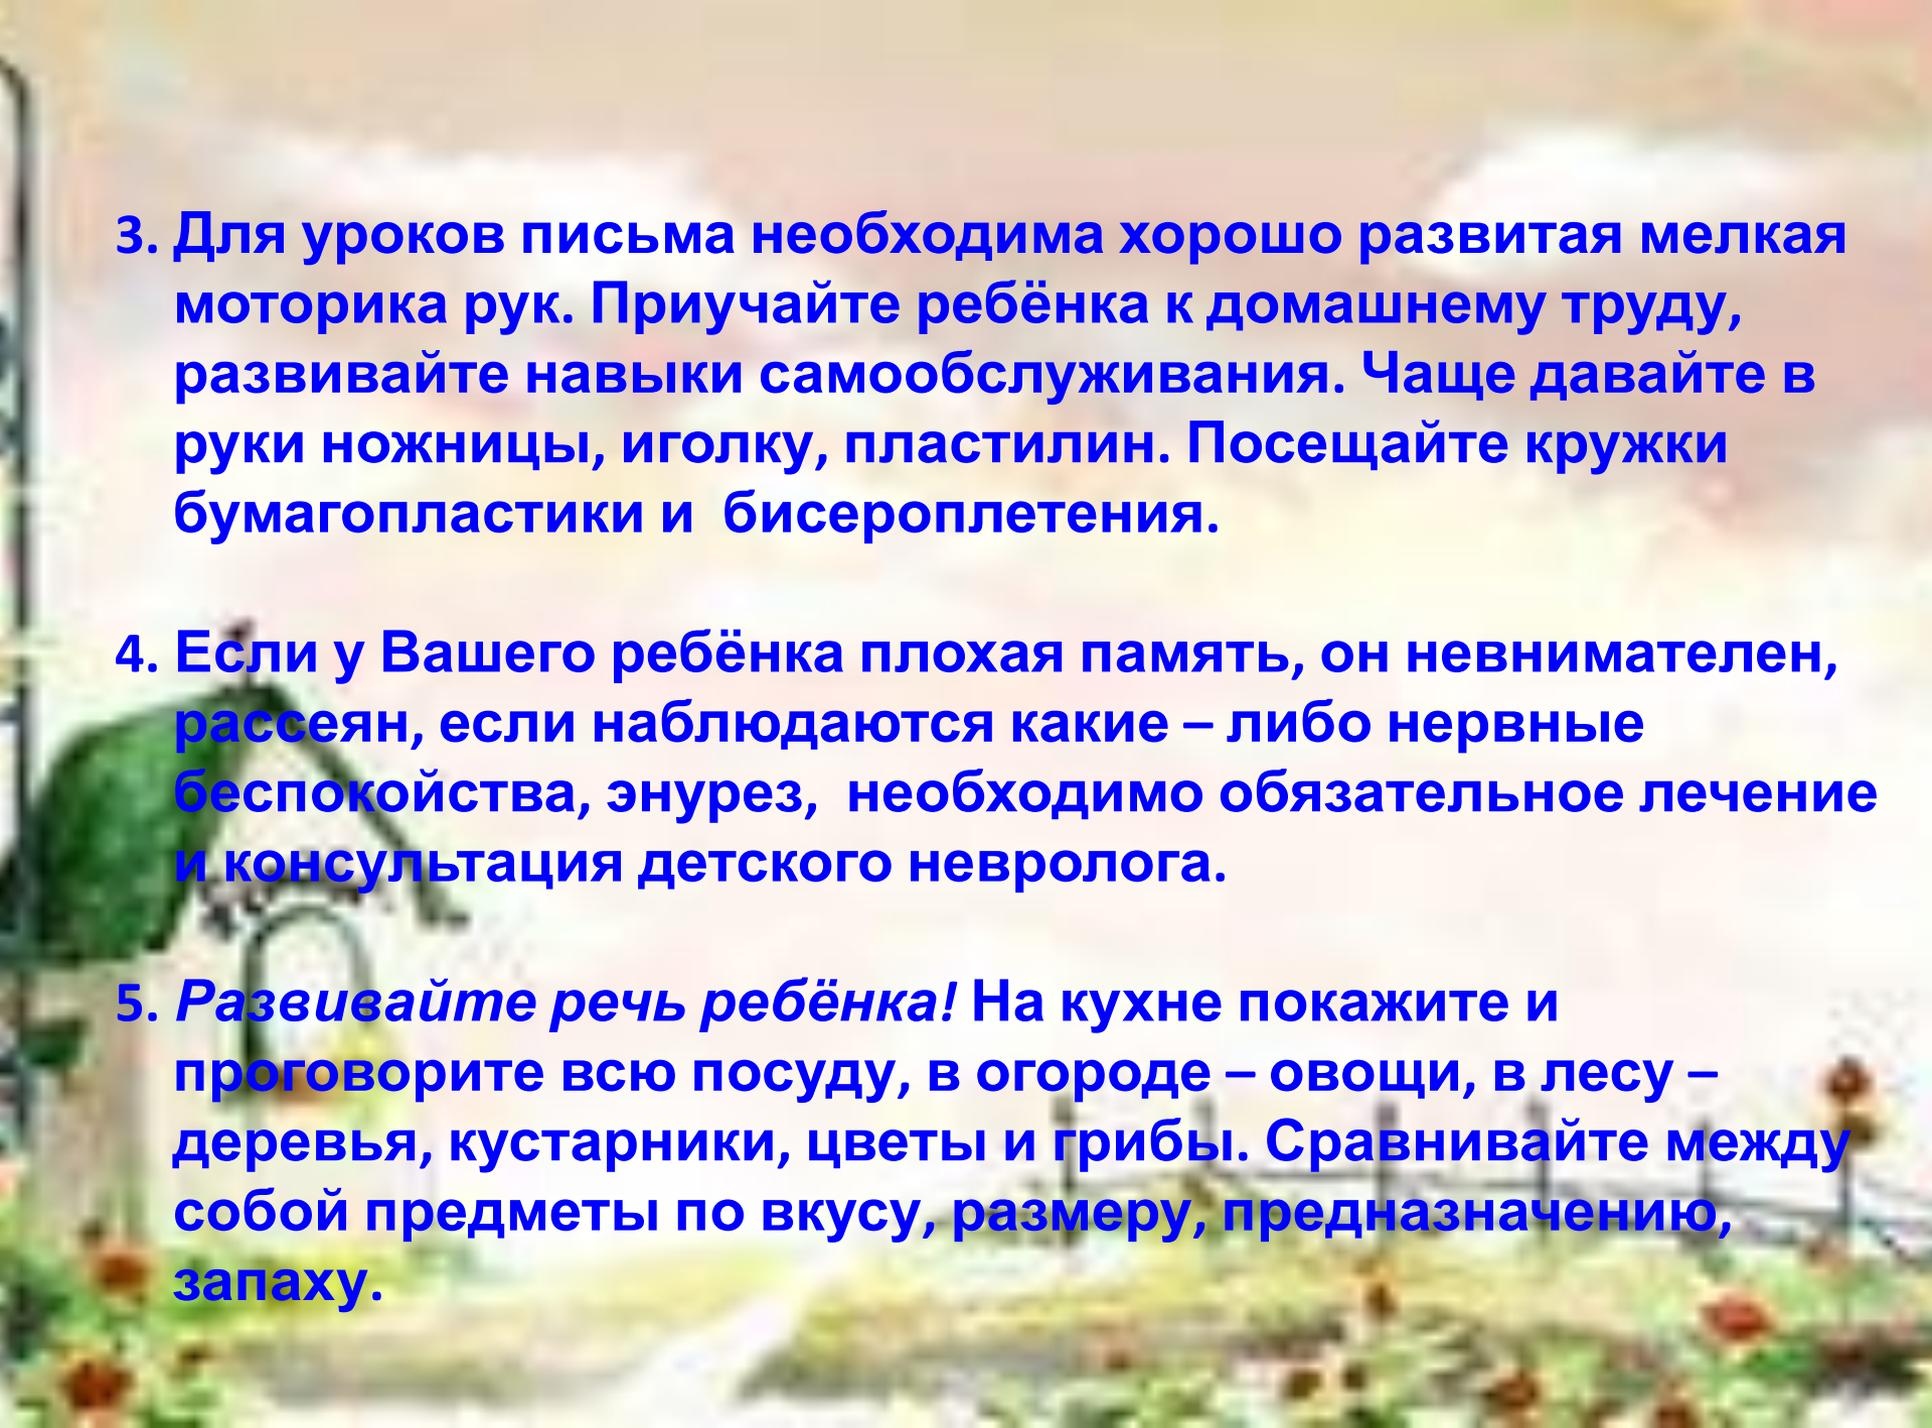 3. Для уроков письма необходима хорошо развитая мелкая
моторика рук. Приучайте ребёнка к домашнему труду,
развивайте навыки самообслуживания. Чаще давайте в
руки ножницы, иголку, пластилин. Посещайте кружки
бумагопластики и  бисероплетения.
4. Если у Вашего ребёнка плохая память, он невнимателен,
рассеян, если наблюдаются какие – либо нервные
беспокойства, энурез,  необходимо обязательное лечение
и консультация детского невролога.
5. Развивайте речь ребёнка! На кухне покажите и
проговорите всю посуду, в огороде – овощи, в лесу –
деревья, кустарники, цветы и грибы. Сравнивайте между
собой предметы по вкусу, размеру, предназначению,
запаху.